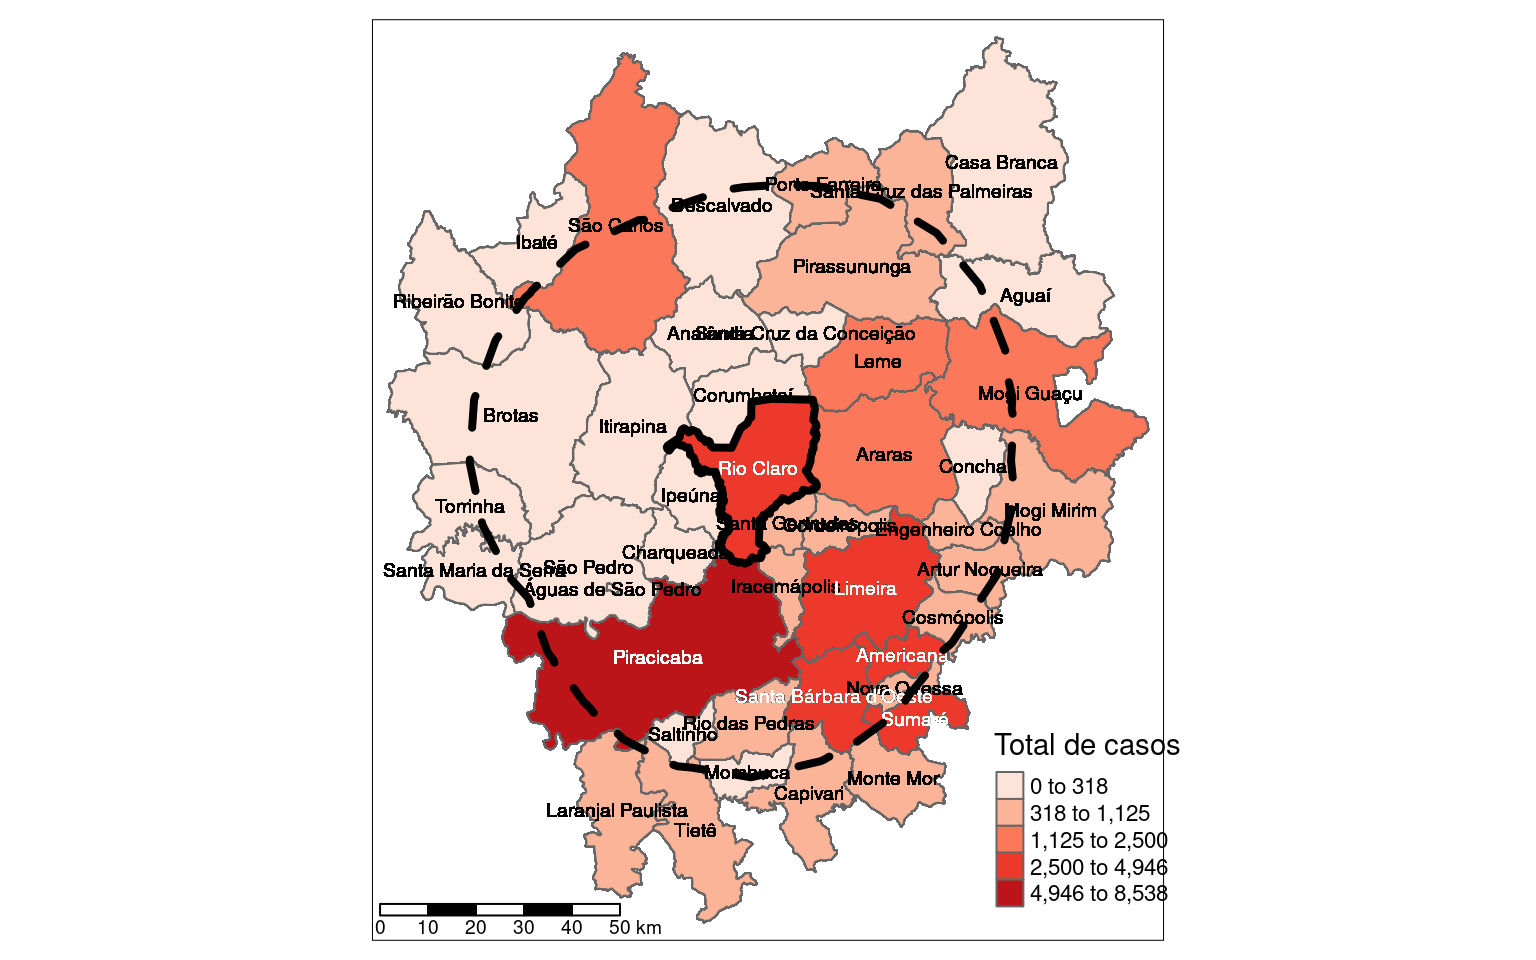 Casa Branca
Porto Ferreira
Santa Cruz das Palmeiras
Descalvado
São Carlos
Ibaté
Pirassununga
Aguaí
Ribeirão Bonito
Analândia
Santa Cruz da Conceição
Leme
Corumbataí
Mogi Guaçu
Brotas
Itirapina
Araras
Conchal
Rio Claro
Ipeúna
Torrinha
Mogi Mirim
Santa Gertrudes
Cordeirópolis
Engenheiro Coelho
Charqueada
Santa Maria da Serra
São Pedro
Artur Nogueira
Águas de São Pedro
Iracemápolis
Limeira
Cosmópolis
Piracicaba
Americana
Nova Odessa
Santa Bárbara d'Oeste
Sumaré
Rio das Pedras
Saltinho
Mombuca
Monte Mor
Capivari
Laranjal Paulista
Tietê
Total de casos
0 to 318
318 to 1,125
1,125 to 2,500
2,500 to 4,946
4,946 to 8,538
0 10 20 30 40 50 km